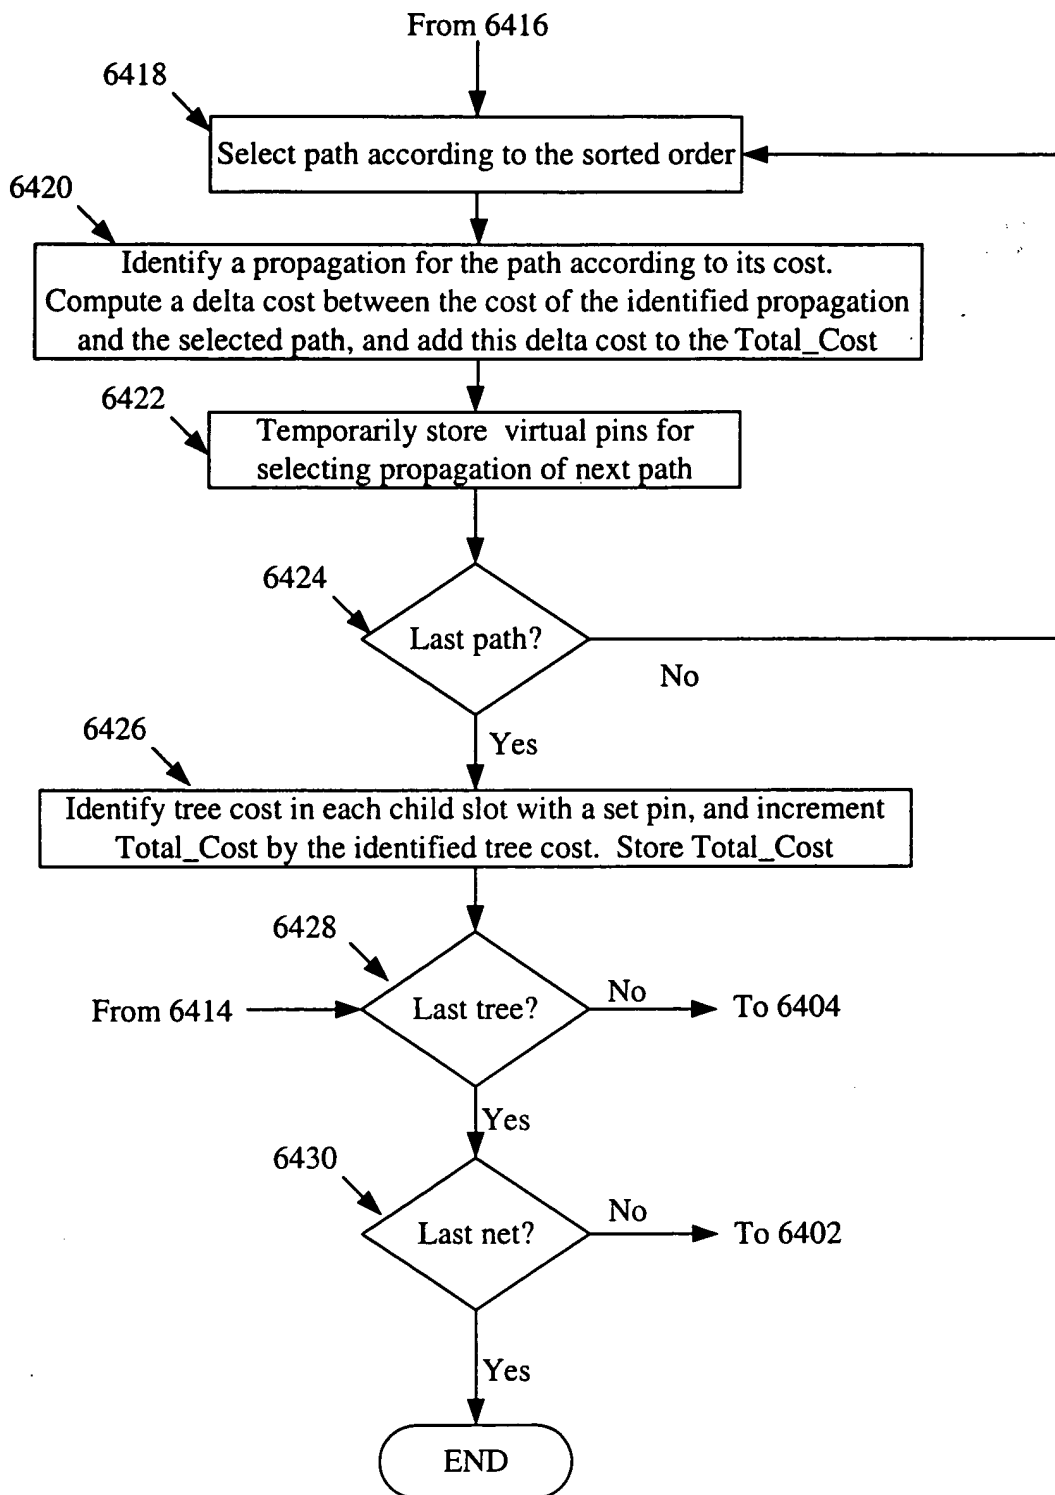 From 6416
6418
Select path according to the sorted order
6420
Identify a propagation for the path according to its cost.
Compute a delta cost between the cost of the identified propagation
and the selected path, and add this delta cost to the Total_Cost
6422
Temporarily store virtual pins for
selecting propagation of next path
6424
Last path?
No
Yes
6426
Identify tree cost in each child slot with a set pin, and increment
Total_Cost by the identified tree cost. Store Total_Cost
6428
From 6414
Last tree?
No
To 6404
Yes
6430
Last net?
No
To 6402
Yes
END